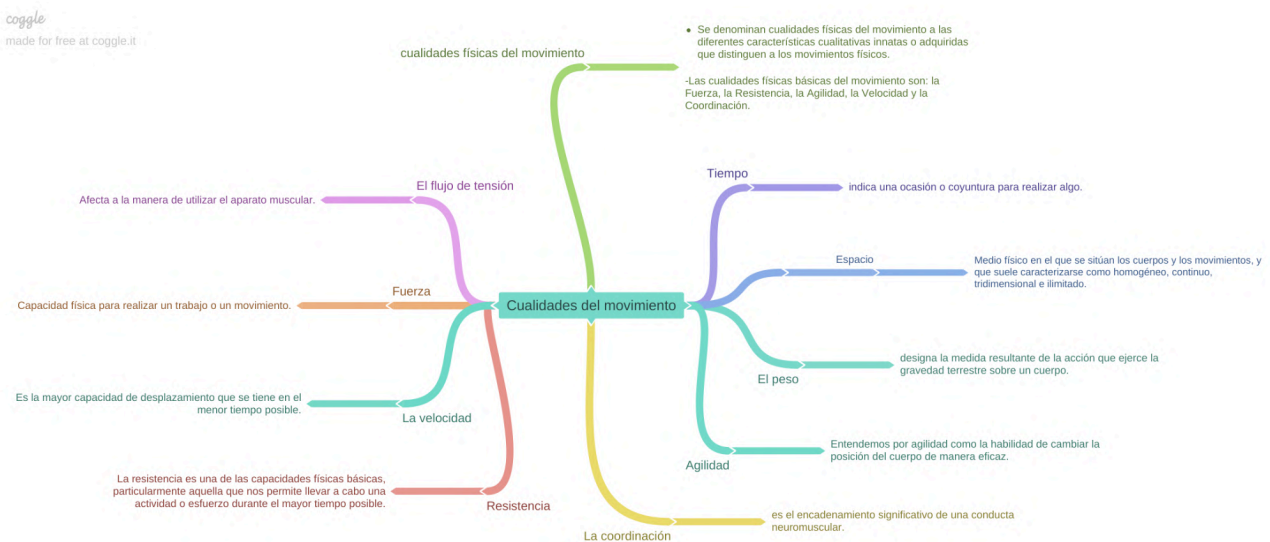 coggle
made for free at coggle.it
cualidades físicas del movimiento
• Se denominan cualidades físicas del movimiento a las
diferentes características cualitativas innatas o adquiridas
que distinguen a los movimientos físicos.
-Las cualidades físicas básicas del movimiento son: la
Fuerza, la Resistencia, la Agilidad, la Velocidad y la
Coordinación.
Tiempo
indica una ocasión o coyuntura para realizar algo.
El flujo de tensión
Afecta a la manera de utilizar el aparato muscular.
Espacio
Medio físico en el que se sitúan los cuerpos y los movimientos, y
que suele caracterizarse como homogéneo, continuo,
tridimensional e ilimitado.
Fuerza
Capacidad física para realizar un trabajo o un movimiento.
Cualidades del movimiento
El peso
designa la medida resultante de la acción que ejerce la
gravedad terrestre sobre un cuerpo.
La velocidad
Es la mayor capacidad de desplazamiento que se tiene en el
menor tiempo posible.
Agilidad
Entendemos por agilidad como la habilidad de cambiar la
posición del cuerpo de manera eficaz.
Resistencia
La resistencia es una de las capacidades físicas básicas,
particularmente aquella que nos permite llevar a cabo una
actividad o esfuerzo durante el mayor tiempo posible.
La coordinación
es el encadenamiento significativo de una conducta
neuromuscular.